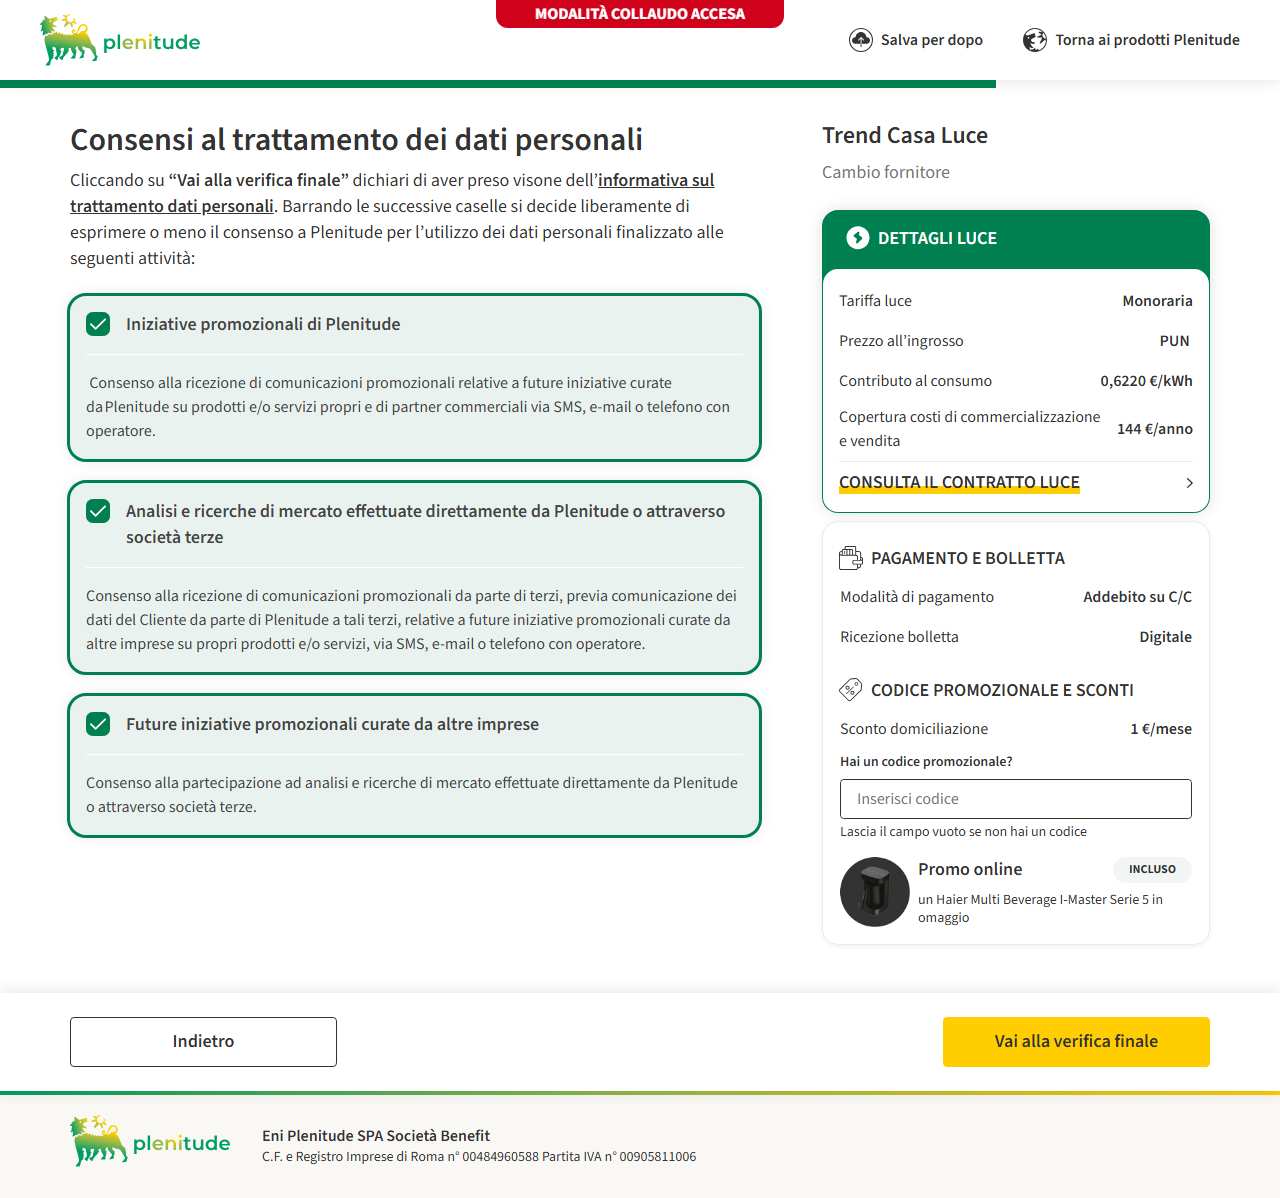 MODALITÀ COLLAUDO ACCESA
plenitude
Salva per dopo
Torna ai prodotti Plenitude
Consensi al trattamento dei dati personali
Cliccando su “Vai alla verifica finale” dichiari di aver preso visone dell’informativa sul
trattamento dati personali. Barrando le successive caselle si decide liberamente di
esprimere o meno il consenso a Plenitude per l’utilizzo dei dati personali finalizzato alle
seguenti attività:
Iniziative promozionali di Plenitude
Consenso alla ricezione di comunicazioni promozionali relative a future iniziative curate
da Plenitude su prodotti e/o servizi propri e di partner commerciali via SMS, e-mail o telefono con
operatore.
Analisi e ricerche di mercato effettuate direttamente da Plenitude o attraverso
società terze
Consenso alla ricezione di comunicazioni promozionali da parte di terzi, previa comunicazione dei
dati del Cliente da parte di Plenitude a tali terzi, relative a future iniziative promozionali curate da
altre imprese su propri prodotti e/o servizi, via SMS, e-mail o telefono con operatore.
Future iniziative promozionali curate da altre imprese
Consenso alla partecipazione ad analisi e ricerche di mercato effettuate direttamente da Plenitude
o attraverso società terze.
Trend Casa Luce
Cambio fornitore
DETTAGLI LUCE
Tariffa luce Monoraria
Prezzo all’ingrosso PUN
Contributo al consumo 0,6220 €/kWh
Copertura costi di commercializzazione
e vendita 144 €/anno
CONSULTA IL CONTRATTO LUCE
PAGAMENTO E BOLLETTA
Modalità di pagamento Addebito su C/C
Ricezione bolletta Digitale
CODICE PROMOZIONALE E SCONTI
Sconto domiciliazione 1 €/mese
Hai un codice promozionale?
Inserisci codice
Lascia il campo vuoto se non hai un codice
Promo online INCLUSO
un Haier Multi Beverage I-Master Serie 5 in
omaggio
Indietro
Vai alla verifica finale
plenitude
Eni Plenitude SPA Società Benefit
C.F. e Registro Imprese di Roma n° 00484960588 Partita IVA n° 00905811006